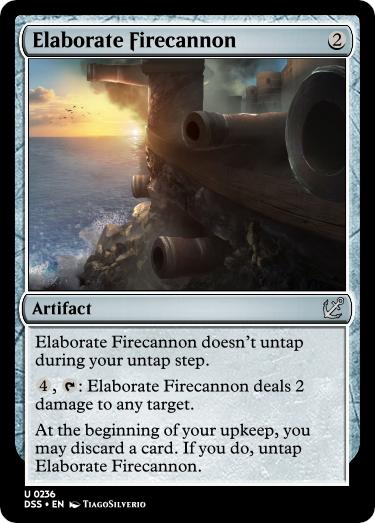 Elaborate Firecannon 2
Artifact
Elaborate Firecannon doesn't untap
during your untap step.
4, : Elaborate Firecannon deals 2
damage to any target.
At the beginning of your upkeep, you
may discard a card. If you do, untap
Elaborate Firecannon.
U 0236
DSS • EN TiagoSilverio